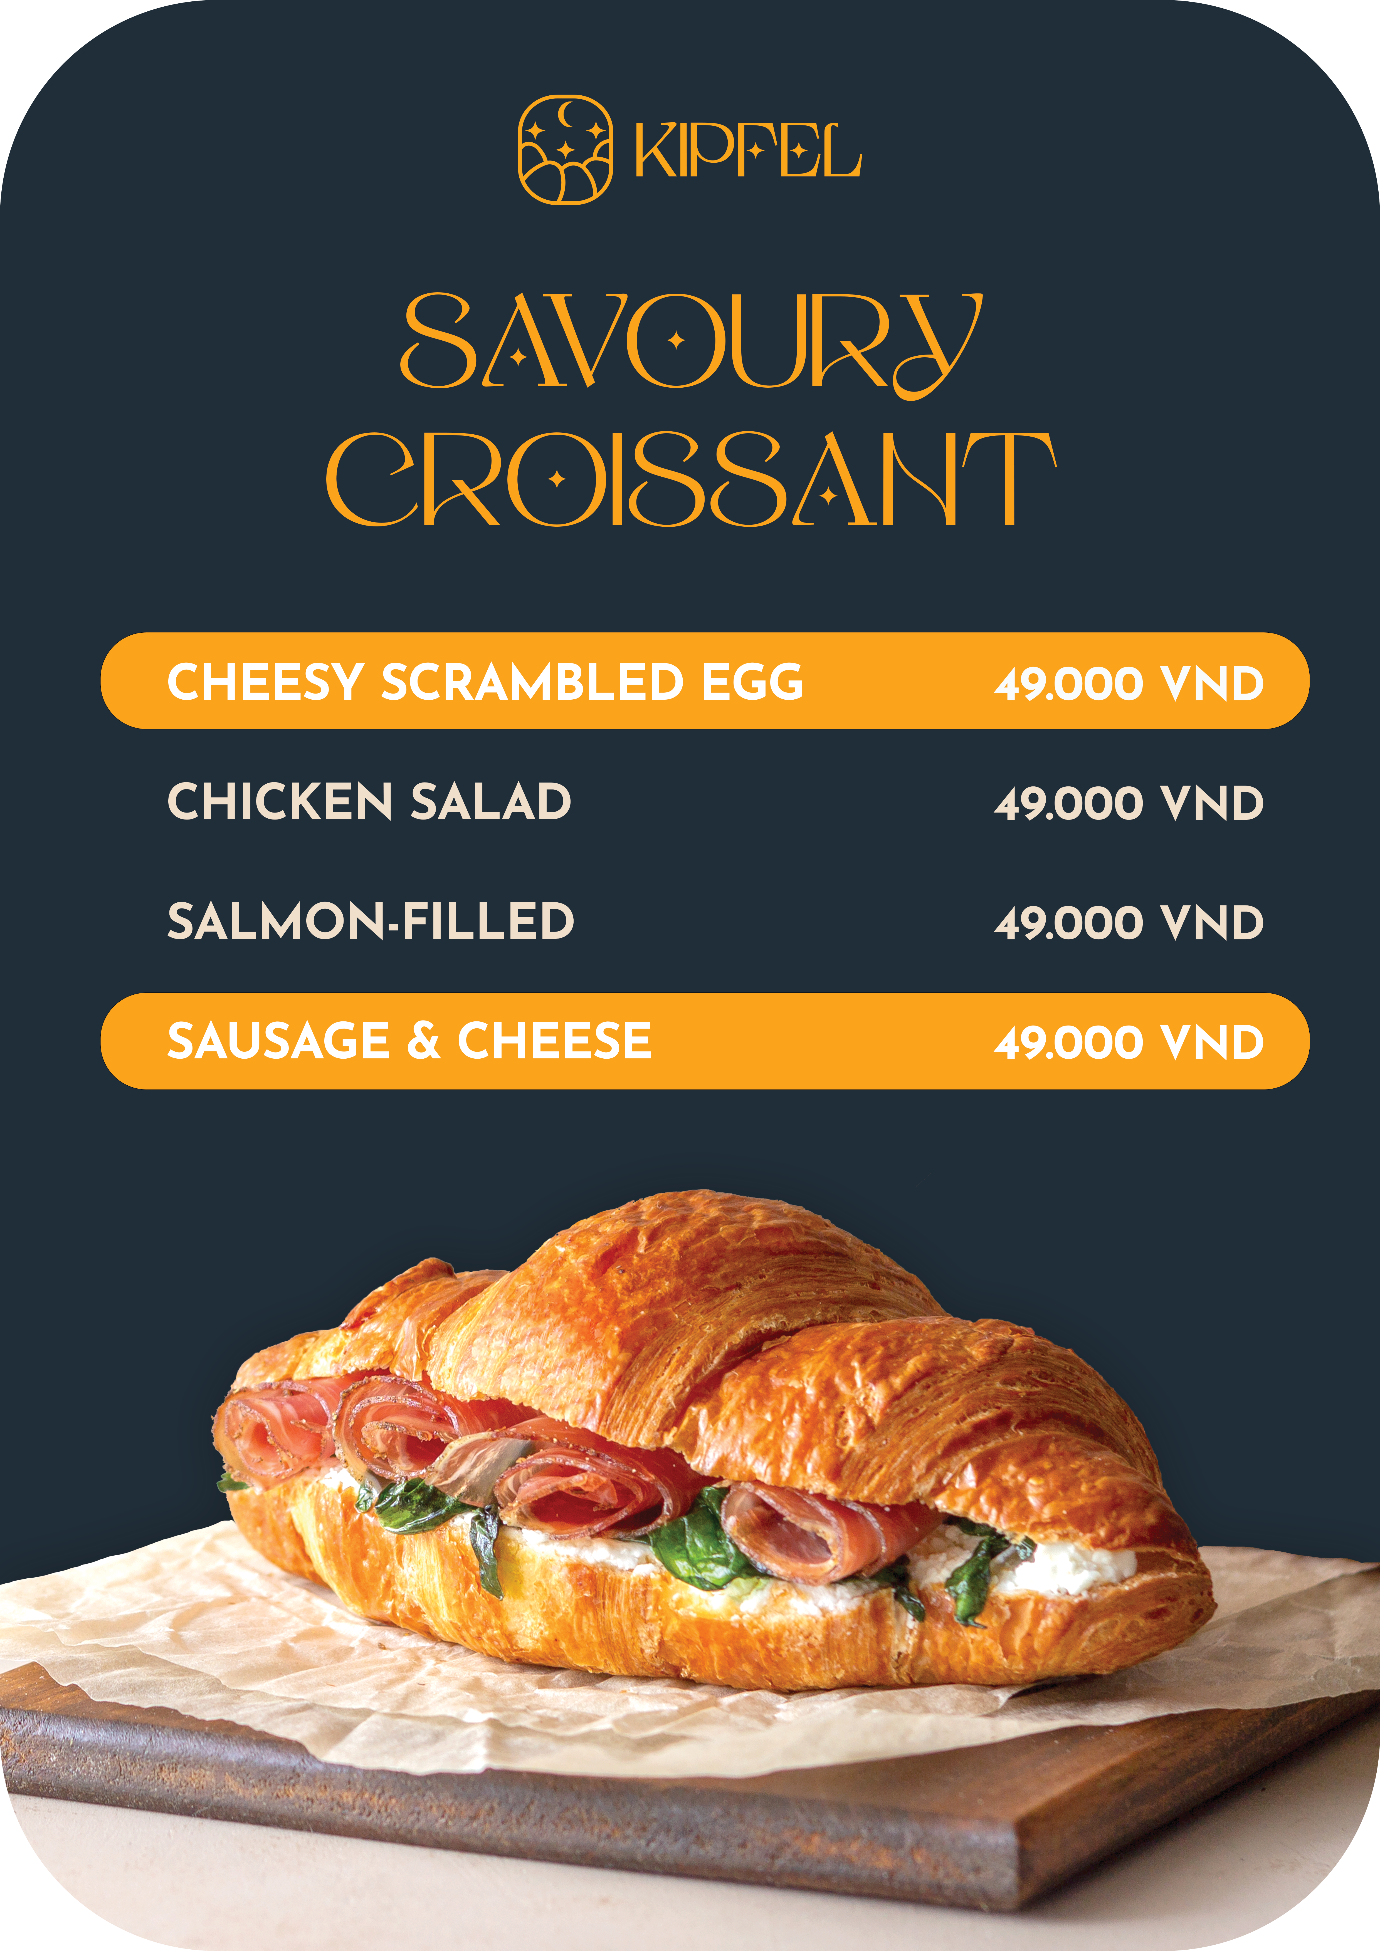 KIPFEL
SAVOURY
CROISSANT
CHEESY SCRAMBLED EGG 49.000 VND
CHICKEN SALAD 49.000 VND
SALMON-FILLED 49.000 VND
SAUSAGE & CHEESE 49.000 VND